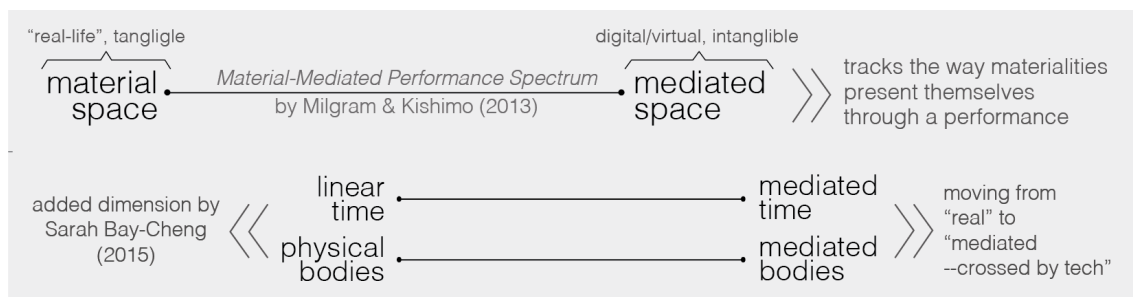 “real-life”, tangligle
material
space
Material-Mediated Performance Spectrum
by Milgram & Kishimo (2013)
digital/virtual, intanglible
mediated
space
tracks the way materialities
present themselves
through a performance
added dimension by
Sarah Bay-Cheng
(2015)
linear
time
physical
bodies
mediated
time
mediated
bodies
moving from
“real” to
“mediated
--crossed by tech”